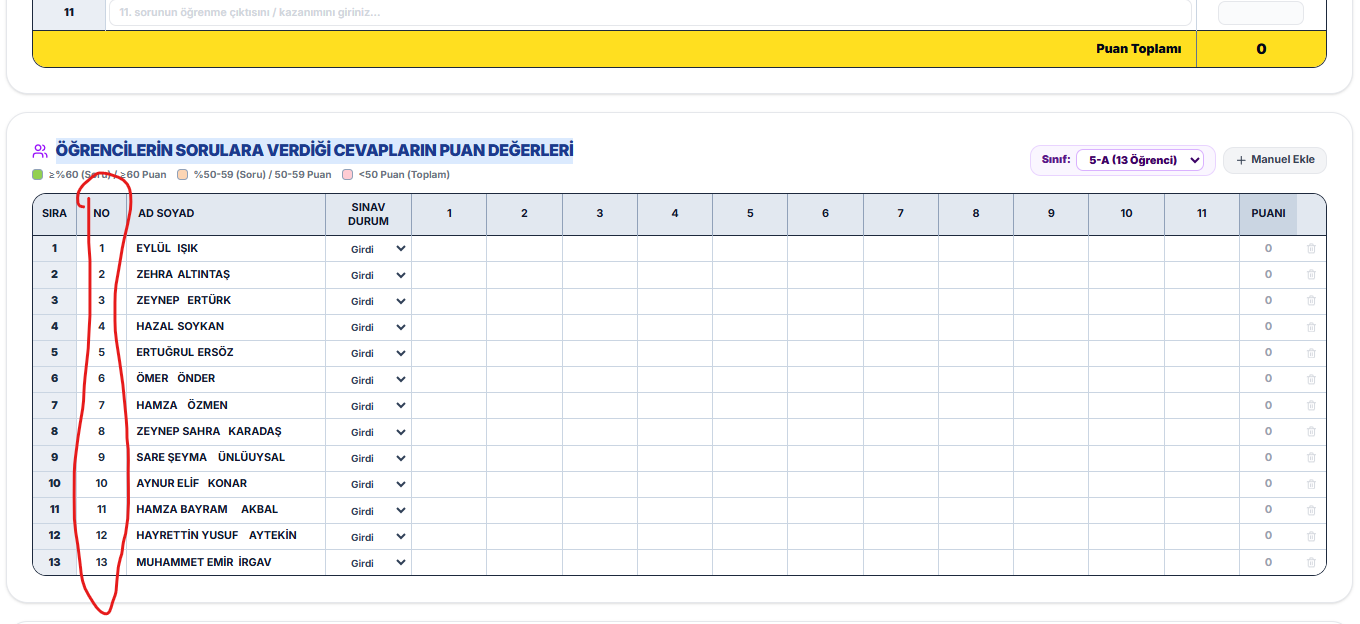 11 11. sorunun öğrenme çıktısını / kazanımını giriniz...
Puan Toplamı 0
ÖĞRENCİLERİN SORULARA VERDİĞİ CEVAPLARIN PUAN DEĞERLERİ
≥%60 (Soru) / ≥60 Puan %50-59 (Soru) / 50-59 Puan <50 Puan (Toplam)
Sınıf: 5-A (13 Öğrenci) + Manuel Ekle
SIRA NO AD SOYAD SINAV DURUM 1 2 3 4 5 6 7 8 9 10 11 PUANI
1 1 EYLÜL IŞIK Girdi 0
2 2 ZEHRA ALTINTAŞ Girdi 0
3 3 ZEYNEP ERTÜRK Girdi 0
4 4 HAZAL SOYKAN Girdi 0
5 5 ERTUĞRUL ERSÖZ Girdi 0
6 6 ÖMER ÖNDER Girdi 0
7 7 HAMZA ÖZMEN Girdi 0
8 8 ZEYNEP SAHRA KARADAŞ Girdi 0
9 9 SARE ŞEYMA ÜNLÜUYSAL Girdi 0
10 10 AYNUR ELİF KONAR Girdi 0
11 11 HAMZA BAYRAM AKBAL Girdi 0
12 12 HAYRETTİN YUSUF AYTEKİN Girdi 0
13 13 MUHAMMET EMİR İRGAV Girdi 0